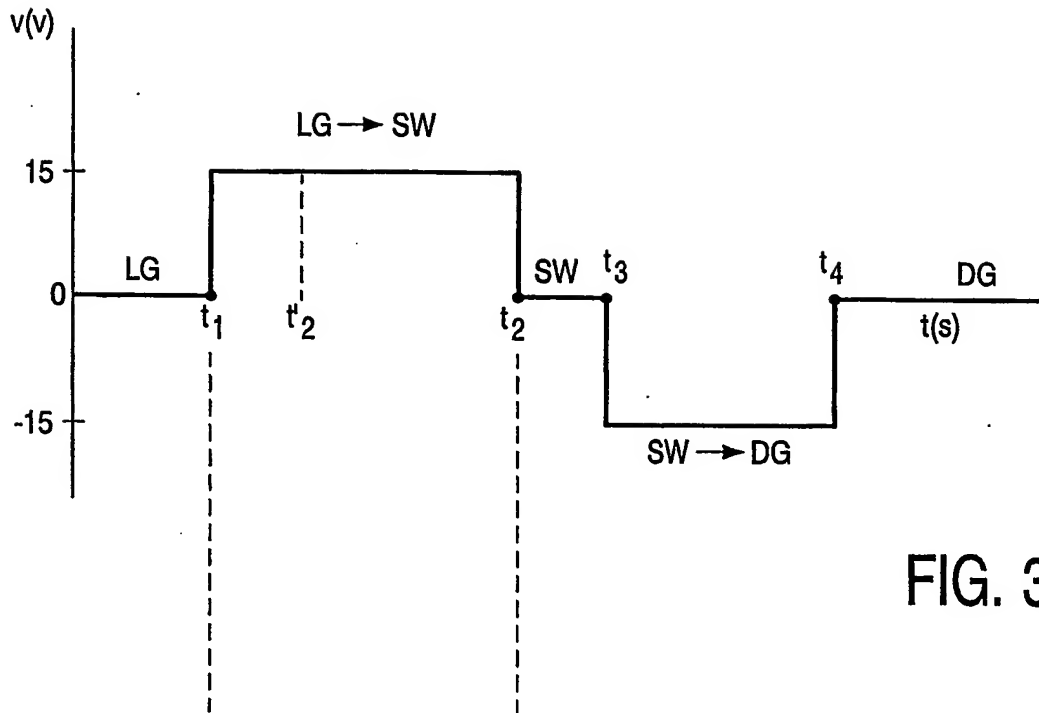 v(v)
LG → SW
15
LG
SW
t3
t4
DG
0
t1
t'2
t2
t(s)
-15
SW → DG
FIG. 3